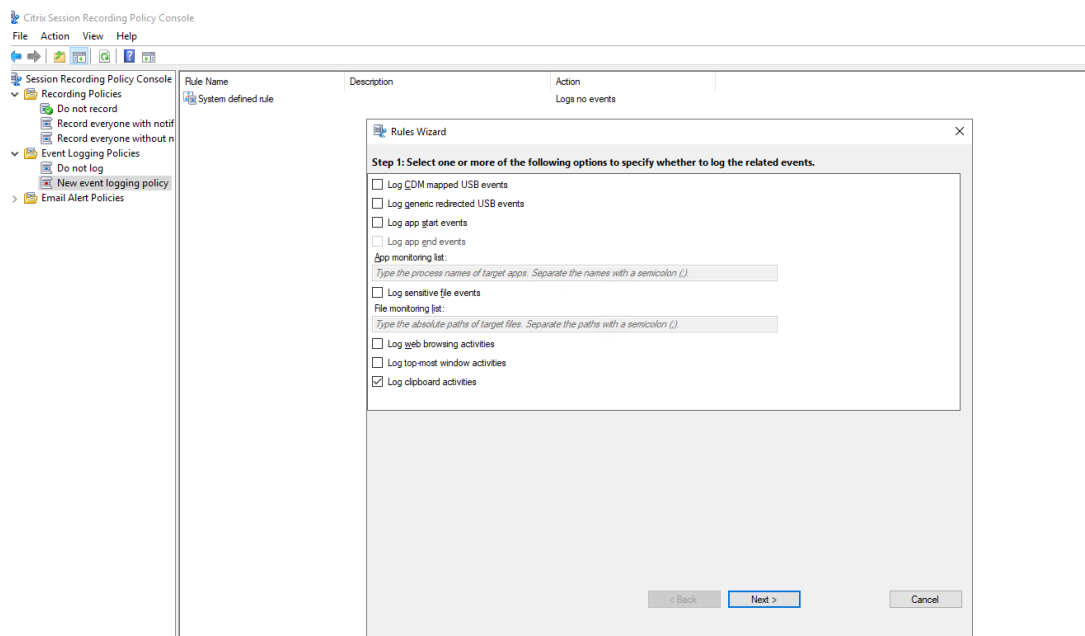 Citrix Session Recording Policy Console
File Action View Help
Session Recording Policy Console
Recording Policies
Do not record
Record everyone with notif
Record everyone without n
Event Logging Policies
Do not log
New event logging policy
Email Alert Policies
Rule Name Description Action
System defined rule Logs no events
Rules Wizard
Step 1: Select one or more of the following options to specify whether to log the related events.
Log CDM mapped USB events
Log generic redirected USB events
Log app start events
Log app end events
App monitoring list:
Type the process names of target apps. Separate the names with a semicolon (;).
Log sensitive file events
File monitoring list:
Type the absolute paths of target files. Separate the paths with a semicolon (;).
Log web browsing activities
Log top-most window activities
Log clipboard activities
< Back Next > Cancel